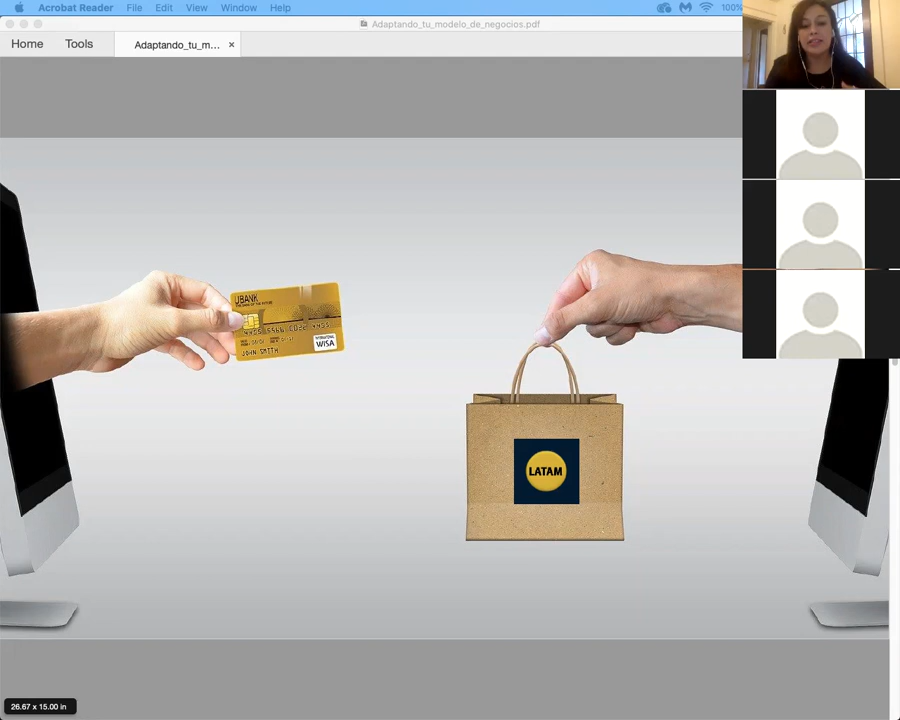 Acrobat Reader File Edit View Window Help 100%
Adaptando_tu_modelo_de_negocios.pdf
Home Tools Adaptando_tu_m... ×
UBANK
JOHN SMITH
INTERNATIONAL
WISA
LATAM
26.67 x 15.00 in